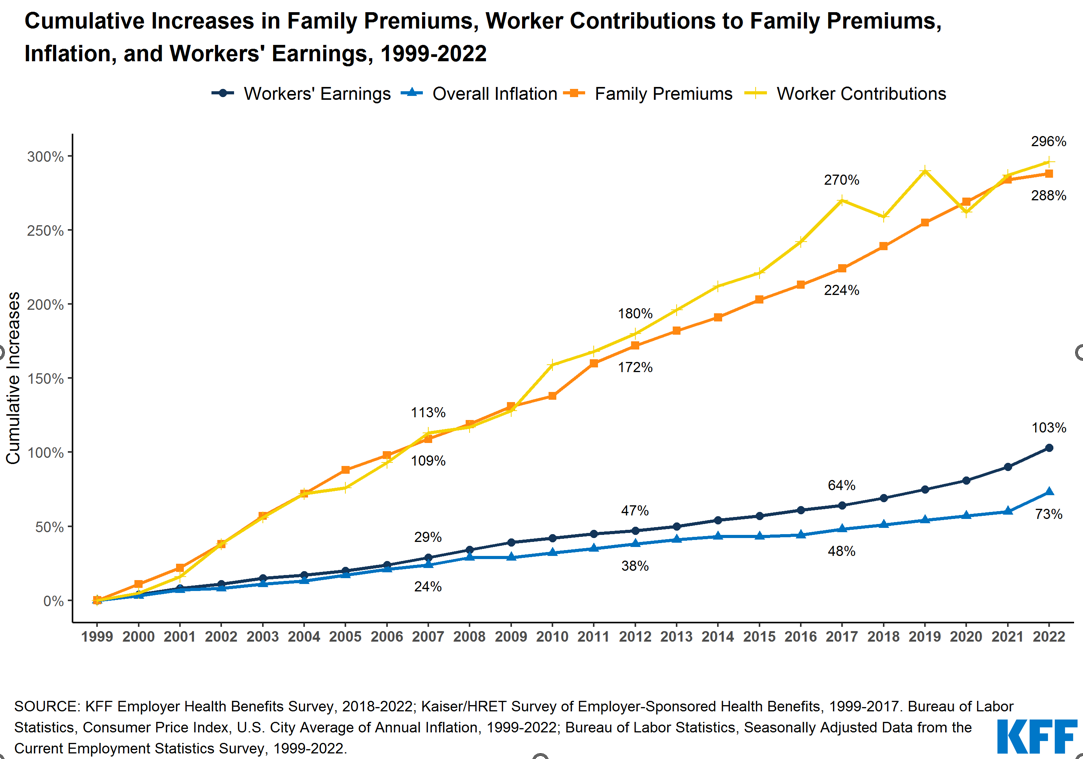 Cumulative Increases in Family Premiums, Worker Contributions to Family Premiums,
Inflation, and Workers' Earnings, 1999-2022
Workers' Earnings Overall Inflation Family Premiums Worker Contributions
Cumulative Increases
300%
250%
200%
150%
100%
50%
0%
296%
288%
270%
224%
180%
172%
113%
109%
103%
73%
64%
48%
47%
38%
29%
24%
1999 2000 2001 2002 2003 2004 2005 2006 2007 2008 2009 2010 2011 2012 2013 2014 2015 2016 2017 2018 2019 2020 2021 2022
SOURCE: KFF Employer Health Benefits Survey, 2018-2022; Kaiser/HRET Survey of Employer-Sponsored Health Benefits, 1999-2017. Bureau of Labor
Statistics, Consumer Price Index, U.S. City Average of Annual Inflation, 1999-2022; Bureau of Labor Statistics, Seasonally Adjusted Data from the
Current Employment Statistics Survey, 1999-2022.
KFF